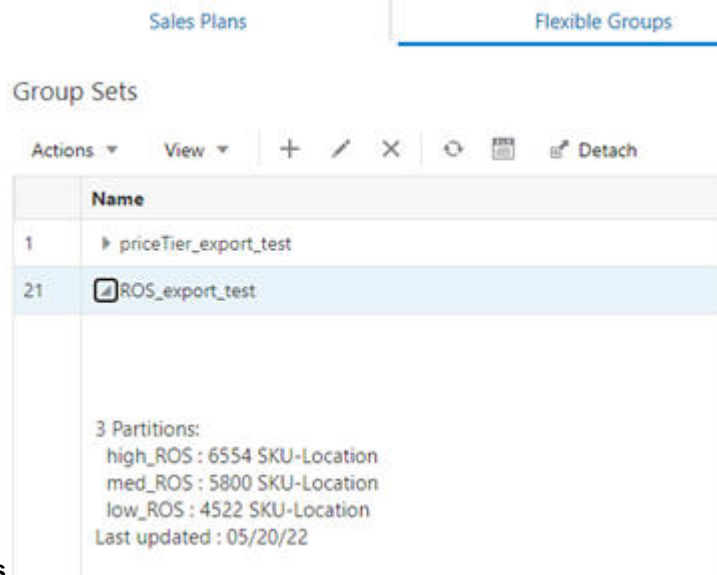 Sales Plans Flexible Groups
Group Sets
Actions View Detach
Name
1 priceTier_export_test
21 ROS_export_test
3 Partitions:
high_ROS : 6554 SKU-Location
med_ROS : 5800 SKU-Location
low_ROS : 4522 SKU-Location
Last updated : 05/20/22
s